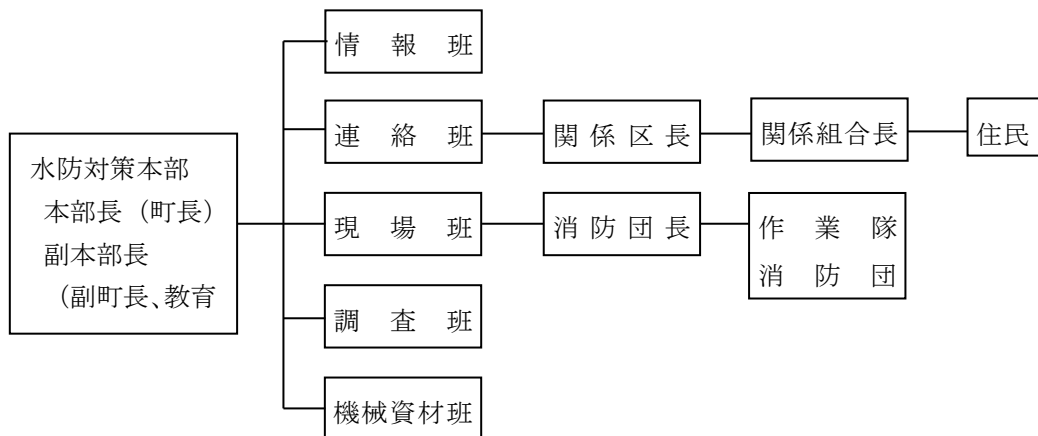 情報班
連絡班
関係区長
関係組合長
住民
水防対策本部
本部長（町長）
副本部長
（副町長、教育
現場班
消防団長
作業隊
消防団
調査班
機械資材班